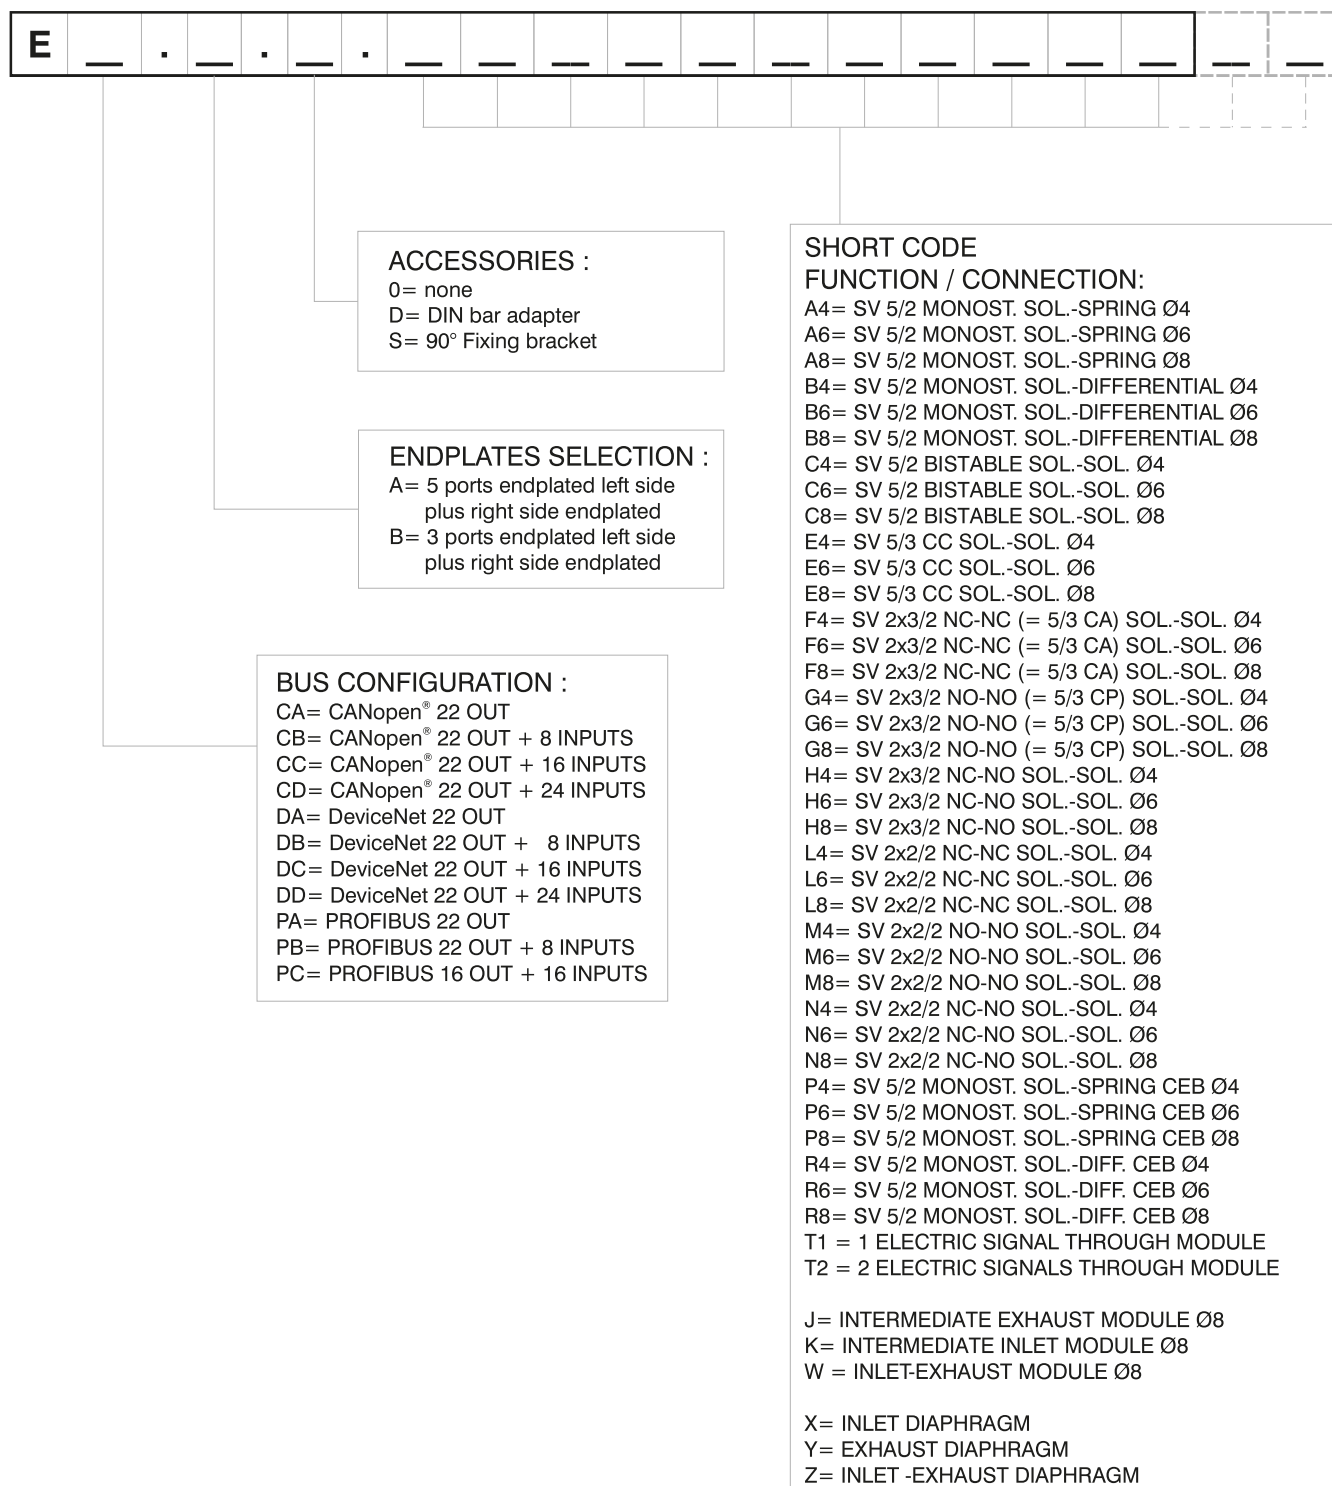 E __ . __ . __ . __ __ __ __ __ __ __ __ __ __ __ __ __
ACCESSORIES :
0= none
D= DIN bar adapter
S= 90° Fixing bracket
ENDPLATES SELECTION :
A= 5 ports endplated left side
plus right side endplated
B= 3 ports endplated left side
plus right side endplated
BUS CONFIGURATION :
CA= CANopen® 22 OUT
CB= CANopen® 22 OUT + 8 INPUTS
CC= CANopen® 22 OUT + 16 INPUTS
CD= CANopen® 22 OUT + 24 INPUTS
DA= DeviceNet 22 OUT
DB= DeviceNet 22 OUT + 8 INPUTS
DC= DeviceNet 22 OUT + 16 INPUTS
DD= DeviceNet 22 OUT + 24 INPUTS
PA= PROFIBUS 22 OUT
PB= PROFIBUS 22 OUT + 8 INPUTS
PC= PROFIBUS 16 OUT + 16 INPUTS
SHORT CODE
FUNCTION / CONNECTION:
A4= SV 5/2 MONOST. SOL.-SPRING Ø4
A6= SV 5/2 MONOST. SOL.-SPRING Ø6
A8= SV 5/2 MONOST. SOL.-SPRING Ø8
B4= SV 5/2 MONOST. SOL.-DIFFERENTIAL Ø4
B6= SV 5/2 MONOST. SOL.-DIFFERENTIAL Ø6
B8= SV 5/2 MONOST. SOL.-DIFFERENTIAL Ø8
C4= SV 5/2 BISTABLE SOL.-SOL. Ø4
C6= SV 5/2 BISTABLE SOL.-SOL. Ø6
C8= SV 5/2 BISTABLE SOL.-SOL. Ø8
E4= SV 5/3 CC SOL.-SOL. Ø4
E6= SV 5/3 CC SOL.-SOL. Ø6
E8= SV 5/3 CC SOL.-SOL. Ø8
F4= SV 2x3/2 NC-NC (= 5/3 CA) SOL.-SOL. Ø4
F6= SV 2x3/2 NC-NC (= 5/3 CA) SOL.-SOL. Ø6
F8= SV 2x3/2 NC-NC (= 5/3 CA) SOL.-SOL. Ø8
G4= SV 2x3/2 NO-NO (= 5/3 CP) SOL.-SOL. Ø4
G6= SV 2x3/2 NO-NO (= 5/3 CP) SOL.-SOL. Ø6
G8= SV 2x3/2 NO-NO (= 5/3 CP) SOL.-SOL. Ø8
H4= SV 2x3/2 NC-NO SOL.-SOL. Ø4
H6= SV 2x3/2 NC-NO SOL.-SOL. Ø6
H8= SV 2x3/2 NC-NO SOL.-SOL. Ø8
L4= SV 2x2/2 NC-NC SOL.-SOL. Ø4
L6= SV 2x2/2 NC-NC SOL.-SOL. Ø6
L8= SV 2x2/2 NC-NC SOL.-SOL. Ø8
M4= SV 2x2/2 NO-NO SOL.-SOL. Ø4
M6= SV 2x2/2 NO-NO SOL.-SOL. Ø6
M8= SV 2x2/2 NO-NO SOL.-SOL. Ø8
N4= SV 2x2/2 NC-NO SOL.-SOL. Ø4
N6= SV 2x2/2 NC-NO SOL.-SOL. Ø6
N8= SV 2x2/2 NC-NO SOL.-SOL. Ø8
P4= SV 5/2 MONOST. SOL.-SPRING CEB Ø4
P6= SV 5/2 MONOST. SOL.-SPRING CEB Ø6
P8= SV 5/2 MONOST. SOL.-SPRING CEB Ø8
R4= SV 5/2 MONOST. SOL.-DIFF. CEB Ø4
R6= SV 5/2 MONOST. SOL.-DIFF. CEB Ø6
R8= SV 5/2 MONOST. SOL.-DIFF. CEB Ø8
T1 = 1 ELECTRIC SIGNAL THROUGH MODULE
T2 = 2 ELECTRIC SIGNALS THROUGH MODULE
J= INTERMEDIATE EXHAUST MODULE Ø8
K= INTERMEDIATE INLET MODULE Ø8
W = INLET-EXHAUST MODULE Ø8
X= INLET DIAPHRAGM
Y= EXHAUST DIAPHRAGM
Z= INLET -EXHAUST DIAPHRAGM